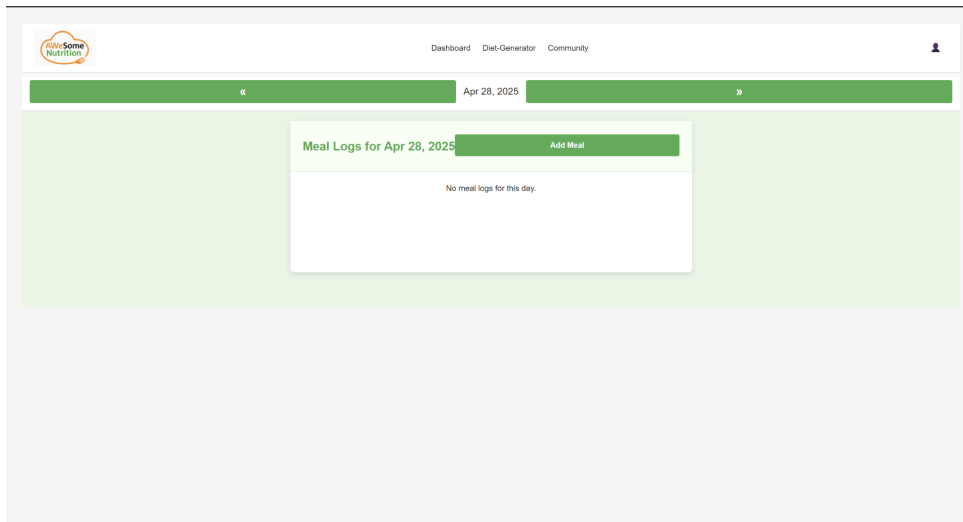 AWeSome
Nutrition
Dashboard Diet-Generator Community
« Apr 28, 2025 »
Meal Logs for Apr 28, 2025 Add Meal
No meal logs for this day.